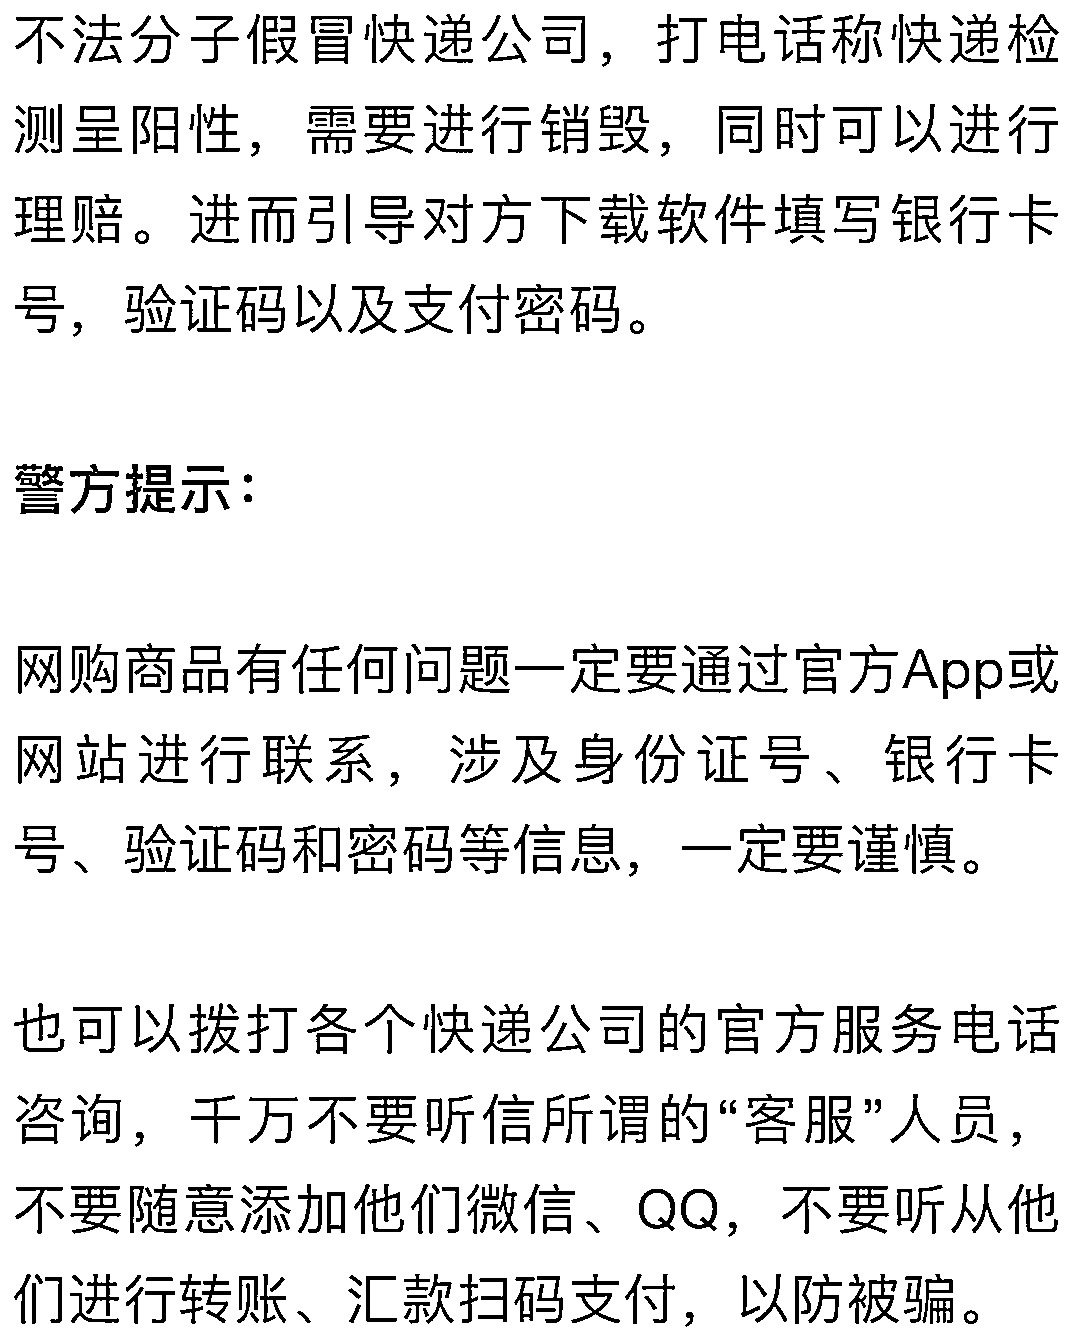 不法分子假冒快递公司，打电话称快递检
测呈阳性，需要进行销毁，同时可以进行
理赔。进而引导对方下载软件填写银行卡
号，验证码以及支付密码。
警方提示：
网购商品有任何问题一定要通过官方App或
网站进行联系，涉及身份证号、银行卡
号、验证码和密码等信息，一定要谨慎。
也可以拨打各个快递公司的官方服务电话
咨询，千万不要听信所谓的“客服”人员，
不要随意添加他们微信、QQ，不要听从他
们进行转账、汇款扫码支付，以防被骗。